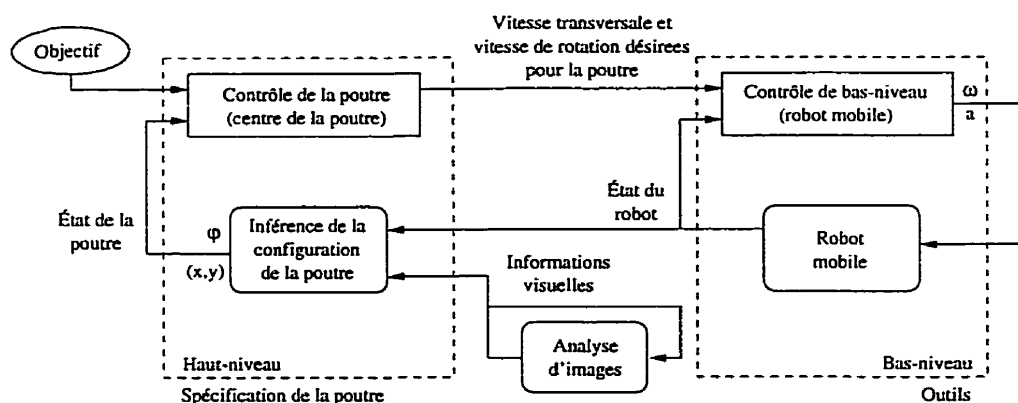 Objectif
Vitesse transversale et
vitesse de rotation désirees
pour la poutre
Contrôle de la poutre
(centre de la poutre)
Contrôle de bas-niveau
(robot mobile)
ω
a
État de la
poutre
φ
(x,y)
Inférence de la
configuration
de la poutre
État du
robot
Robot
mobile
Informations
visuelles
Analyse
d'images
Haut-niveau
Bas-niveau
Spécification de la poutre
Outils